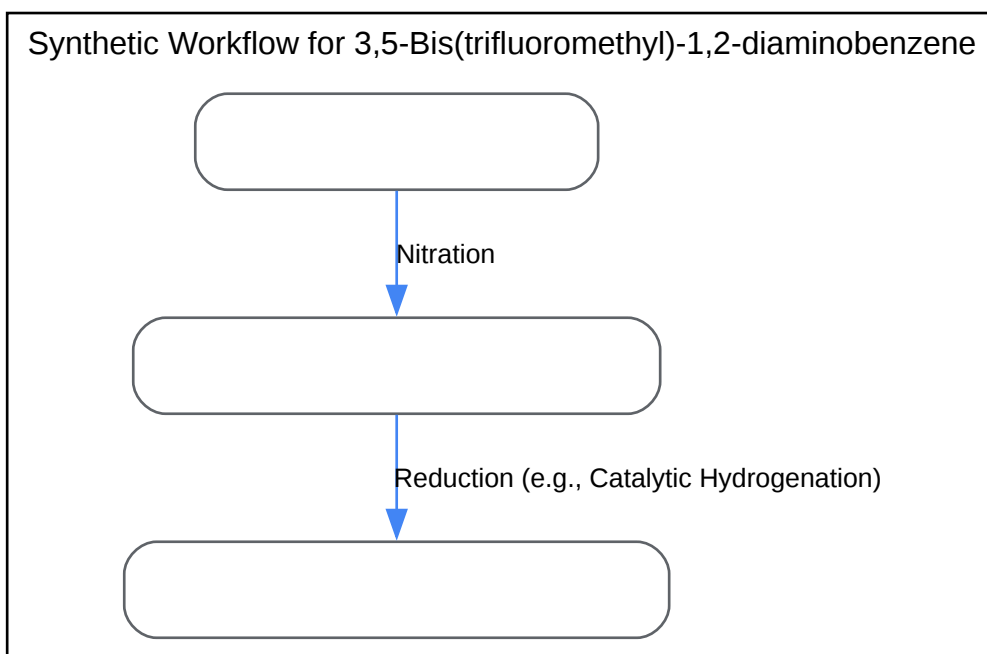 Synthetic Workflow for 3,5-Bis(trifluoromethyl)-1,2-diaminobenzene
Nitration
Reduction (e.g., Catalytic Hydrogenation)